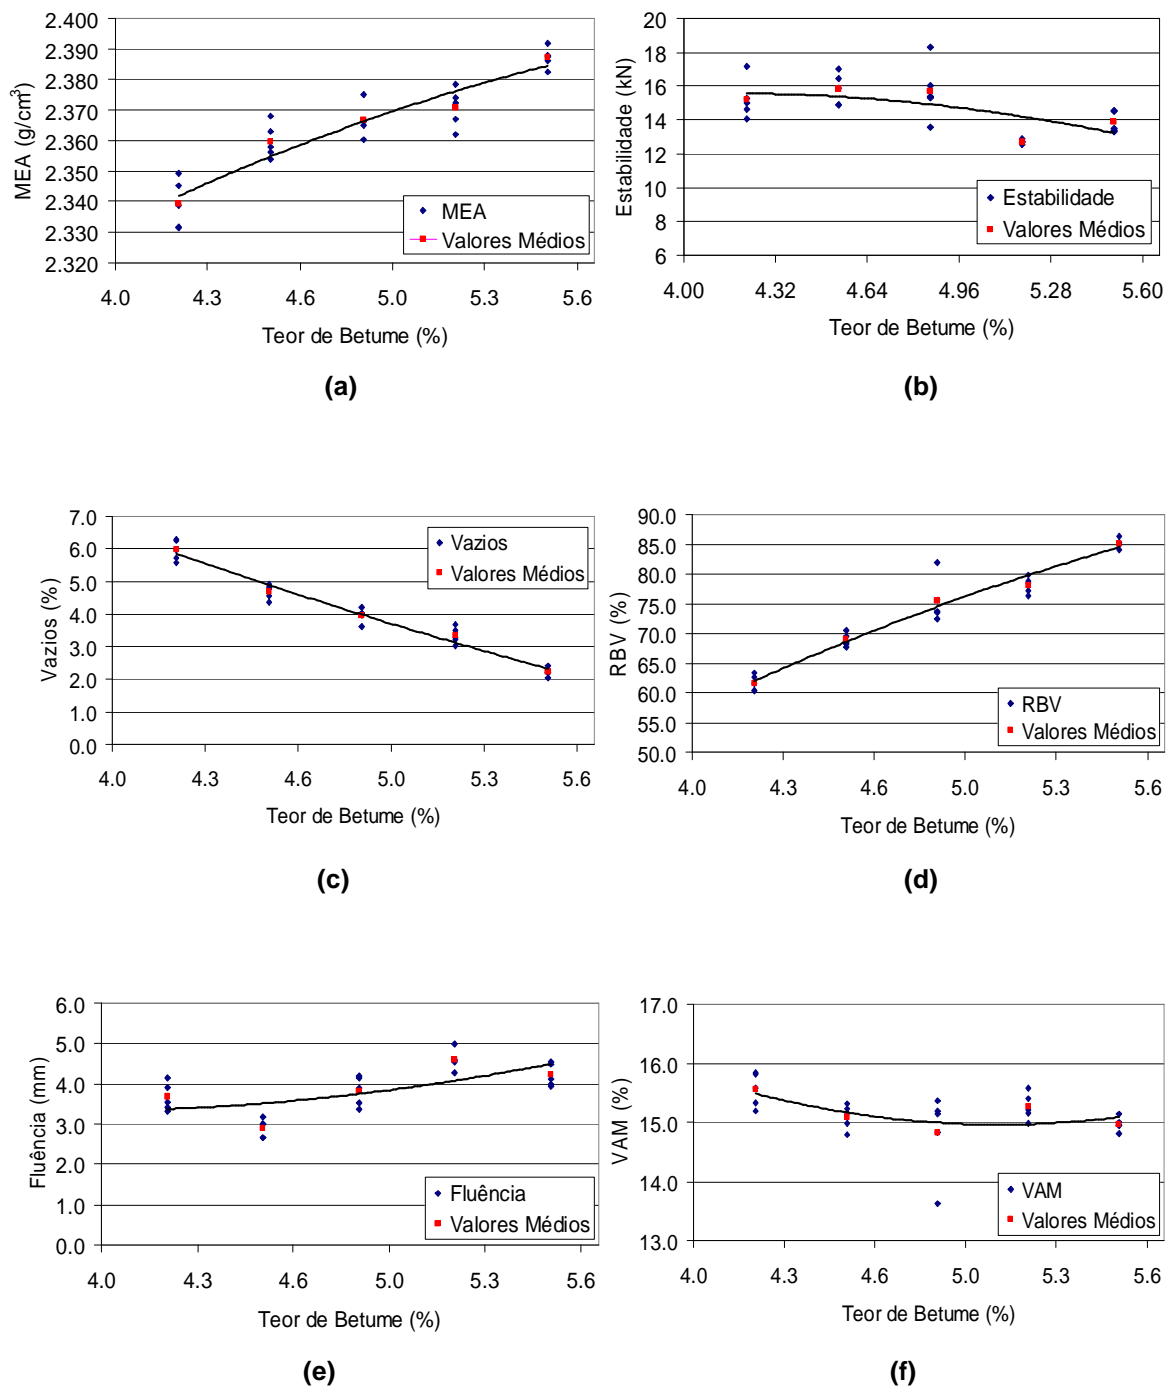 2.400
2.390
2.380
2.370
2.360
2.350
2.340
2.330
2.320
MEA (g/cm³)
MEA
Valores Médios
4.0 4.3 4.6 5.0 5.3 5.6
Teor de Betume (%)
(a)
20
18
16
14
12
10
8
6
Estabilidade (kN)
Estabilidade
Valores Médios
4.00 4.32 4.64 4.96 5.28 5.60
Teor de Betume (%)
(b)
7.0
6.0
5.0
4.0
3.0
2.0
1.0
0.0
Vazios (%)
Vazios
Valores Médios
4.0 4.3 4.6 5.0 5.3 5.6
Teor de Betume (%)
(c)
90.0
85.0
80.0
75.0
70.0
65.0
60.0
55.0
50.0
RBV (%)
RBV
Valores Médios
4.0 4.3 4.6 5.0 5.3 5.6
Teor de Betume (%)
(d)
6.0
5.0
4.0
3.0
2.0
1.0
0.0
Fluência (mm)
Fluência
Valores Médios
4.0 4.3 4.6 5.0 5.3 5.6
Teor de Betume (%)
(e)
17.0
16.0
15.0
14.0
13.0
VAM (%)
VAM
Valores Médios
4.0 4.3 4.6 5.0 5.3 5.6
Teor de Betume (%)
(f)